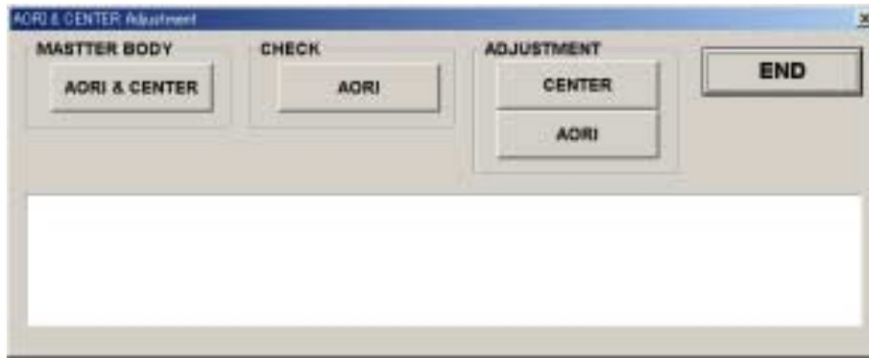 AORI & CENTER Adjustment
MASTTER BODY
AORI & CENTER
CHECK
AORI
ADJUSTMENT
CENTER
AORI
END